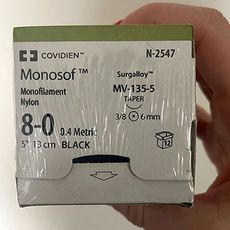 COVIDIEN™ N-2547
Monosof™ Surgalloy™
Monofilament MV-135-5
Nylon TAPER
8-0 0.4 Metric 3/8 6 mm
5" 13 cm BLACK 12